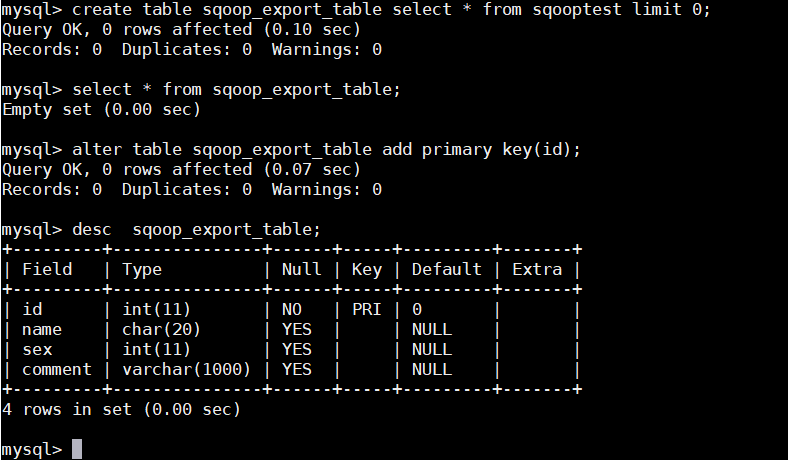 mysql> create table sqoop_export_table select * from sqooptest limit 0;
Query OK, 0 rows affected (0.10 sec)
Records: 0  Duplicates: 0  Warnings: 0

mysql> select * from sqoop_export_table;
Empty set (0.00 sec)

mysql> alter table sqoop_export_table add primary key(id);
Query OK, 0 rows affected (0.07 sec)
Records: 0  Duplicates: 0  Warnings: 0

mysql> desc  sqoop_export_table;
+---------+---------------+------+-----+---------+-------+
| Field   | Type          | Null | Key | Default | Extra |
+---------+---------------+------+-----+---------+-------+
| id      | int(11)       | NO   | PRI | 0       |       |
| name    | char(20)      | YES  |     | NULL    |       |
| sex     | int(11)       | YES  |     | NULL    |       |
| comment | varchar(1000) | YES  |     | NULL    |       |
+---------+---------------+------+-----+---------+-------+
4 rows in set (0.00 sec)

mysql>